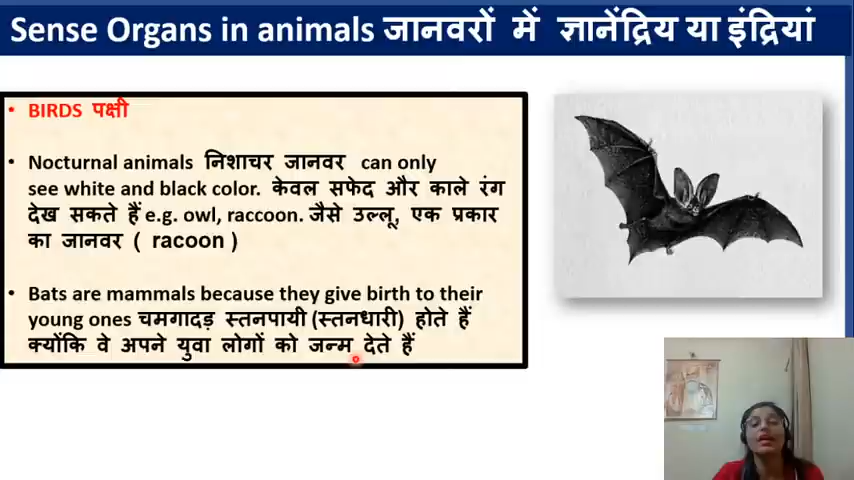 Sense Organs in animals जानवरों में ज्ञानेंद्रिय या इंद्रियां
BIRDS पक्षी
Nocturnal animals निशाचर जानवर can only
see white and black color. केवल सफेद और काले रंग
देख सकते हैं e.g. owl, raccoon. जैसे उल्लू, एक प्रकार
का जानवर ( racoon )
Bats are mammals because they give birth to their
young ones चमगादड़ स्तनपायी (स्तनधारी) होते हैं
क्योंकि वे अपने युवा लोगों को जन्म देते हैं